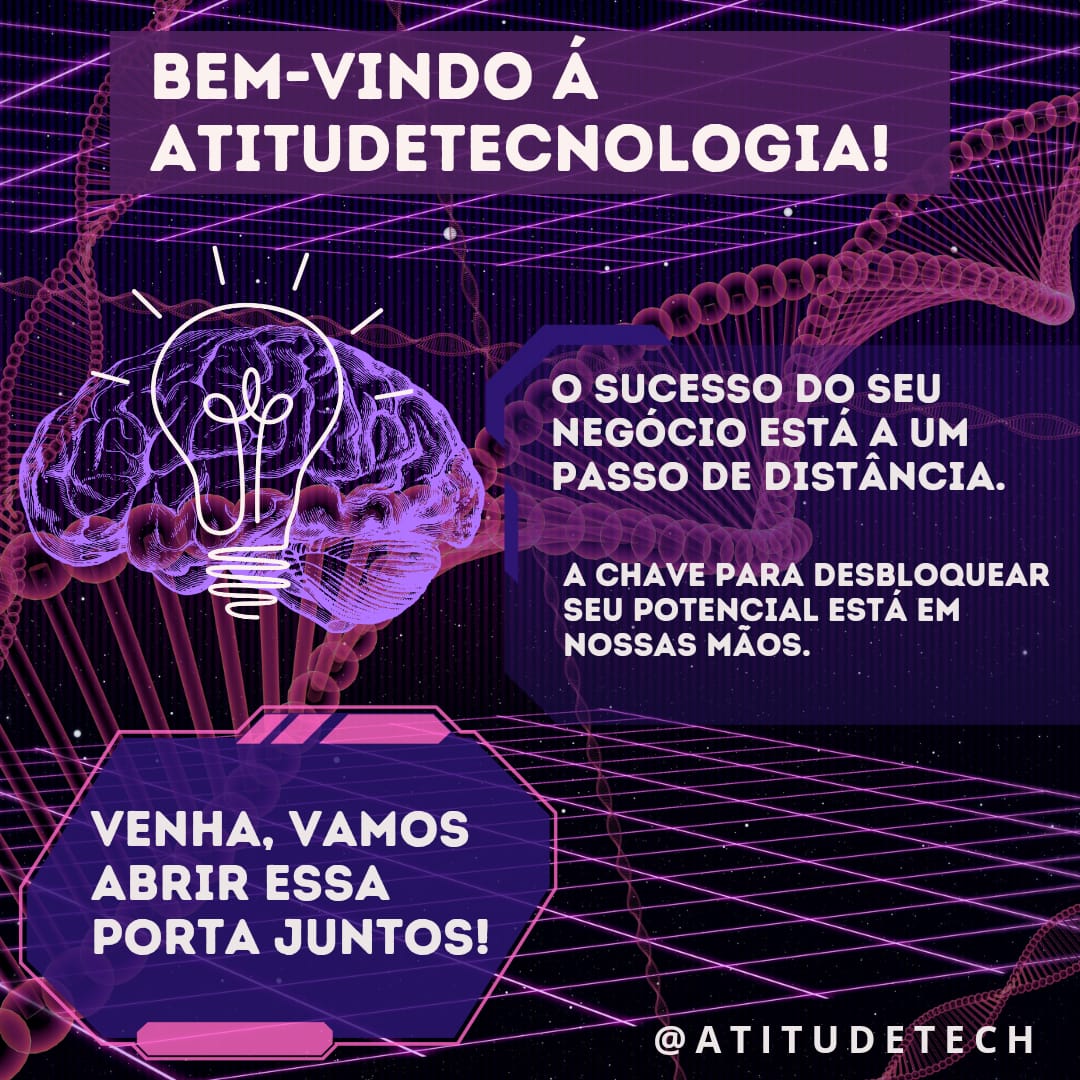 BEM-VINDO Á
ATITUDETECNOLOGIA!
O SUCESSO DO SEU
NEGÓCIO ESTÁ A UM
PASSO DE DISTÂNCIA.
A CHAVE PARA DESBLOQUEAR
SEU POTENCIAL ESTÁ EM
NOSSAS MÃOS.
VENHA, VAMOS
ABRIR ESSA
PORTA JUNTOS!
@ATITUDETECH